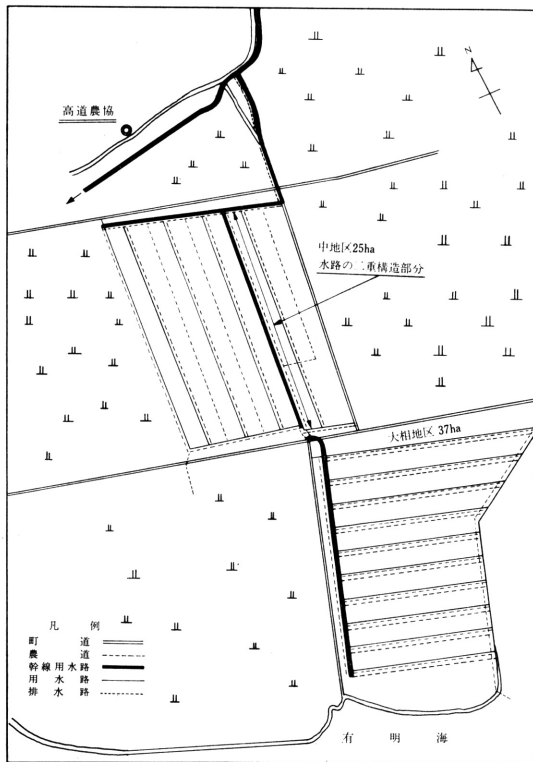 N
高道農協
中地区25ha
水路の二重構造部分
大相地区 37ha
凡 例
町 道
農 道
幹線用水路
用 水 路
排 水 路
有 明 海